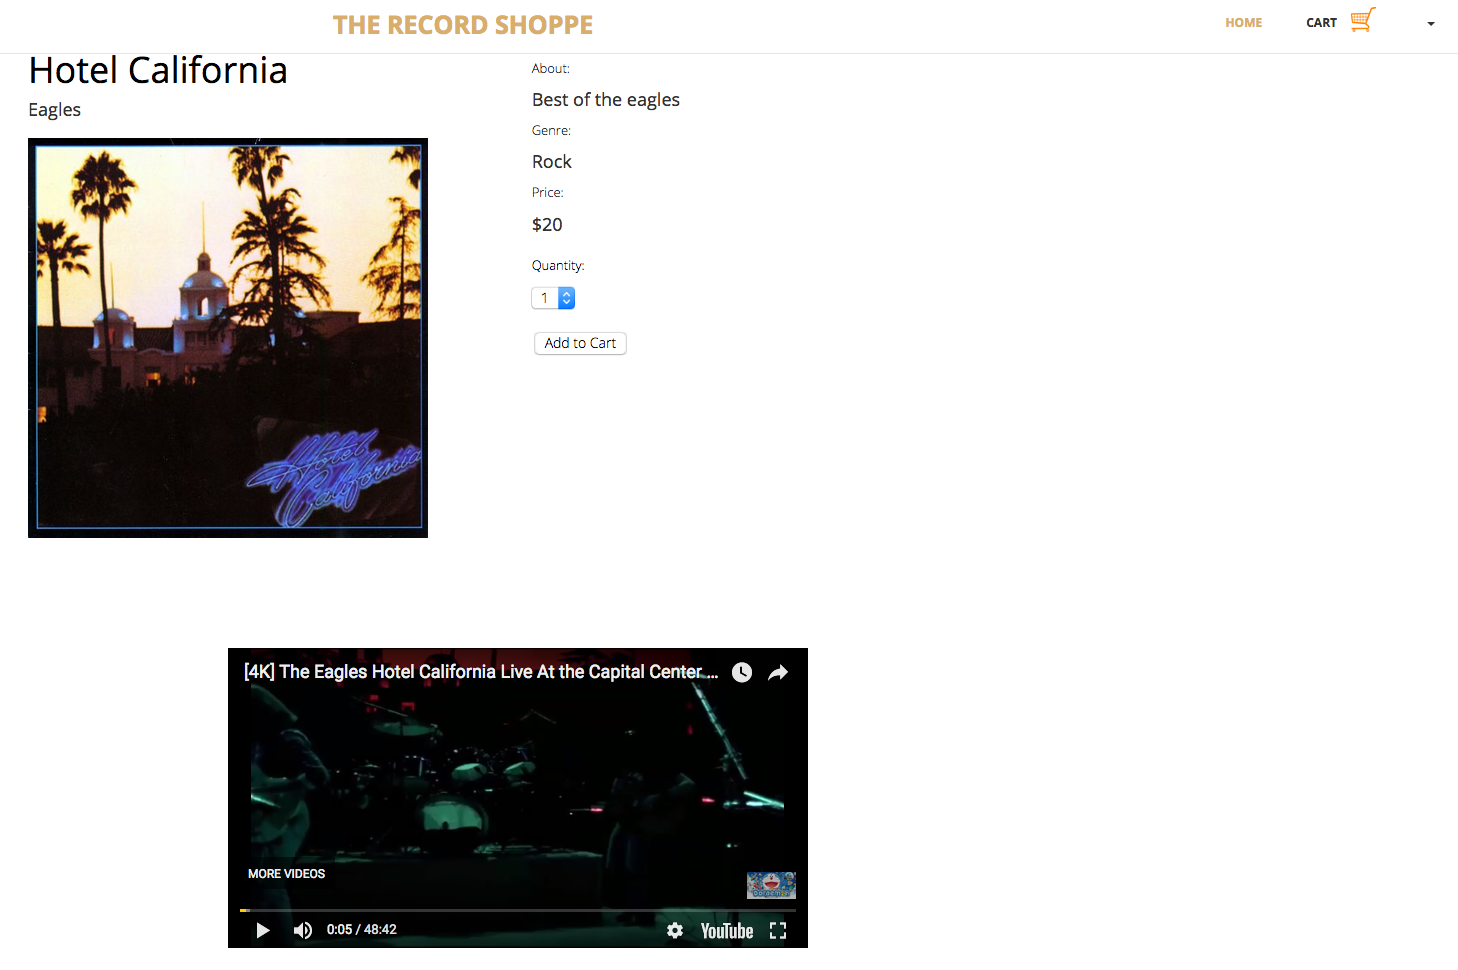 THE RECORD SHOPPE
HOME
CART
Hotel California
Eagles
Hotel
California
About:
Best of the eagles
Genre:
Rock
Price:
$20
Quantity:
1
Add to Cart
[4K] The Eagles Hotel California Live At the Capital Center ...
MORE VIDEOS
0:05 / 48:42
YouTube